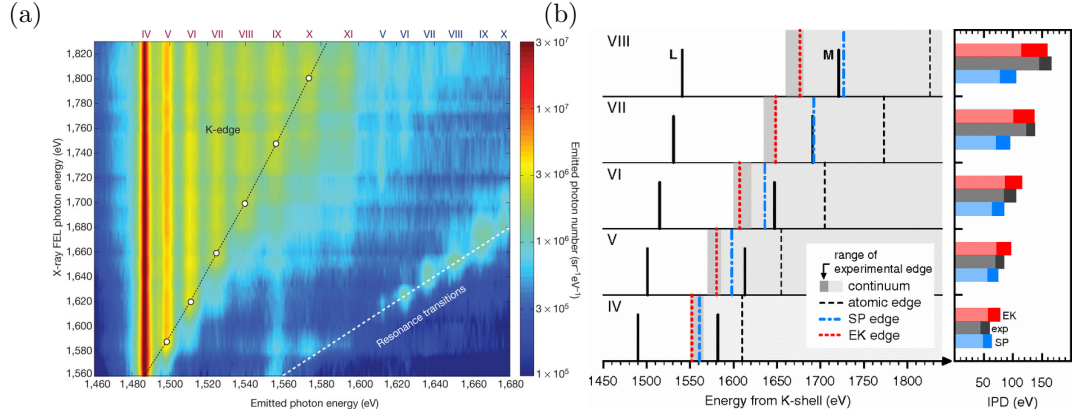 (a)
IV V VI VII VIII IX X XI V VI VII VIII IX X
X-ray FEL photon energy (eV)
1,820
1,800
1,780
1,760
1,740
1,720
1,700
1,680
1,660
1,640
1,620
1,600
1,580
1,560
K-edge
Resonance transitions
1,460 1,480 1,500 1,520 1,540 1,560 1,580 1,600 1,620 1,640 1,660 1,680
Emitted photon energy (eV)
3 × 10⁷
1 × 10⁷
3 × 10⁶
1 × 10⁶
3 × 10⁵
1 × 10⁵
Emitted photon number (sr⁻¹eV⁻¹)
(b)
VIII
L
M
VII
VI
V
IV
range of
experimental edge
continuum
atomic edge
SP edge
EK edge
1450 1500 1550 1600 1650 1700 1750 1800
Energy from K-shell (eV)
EK
exp
SP
50 100 150
IPD (eV)